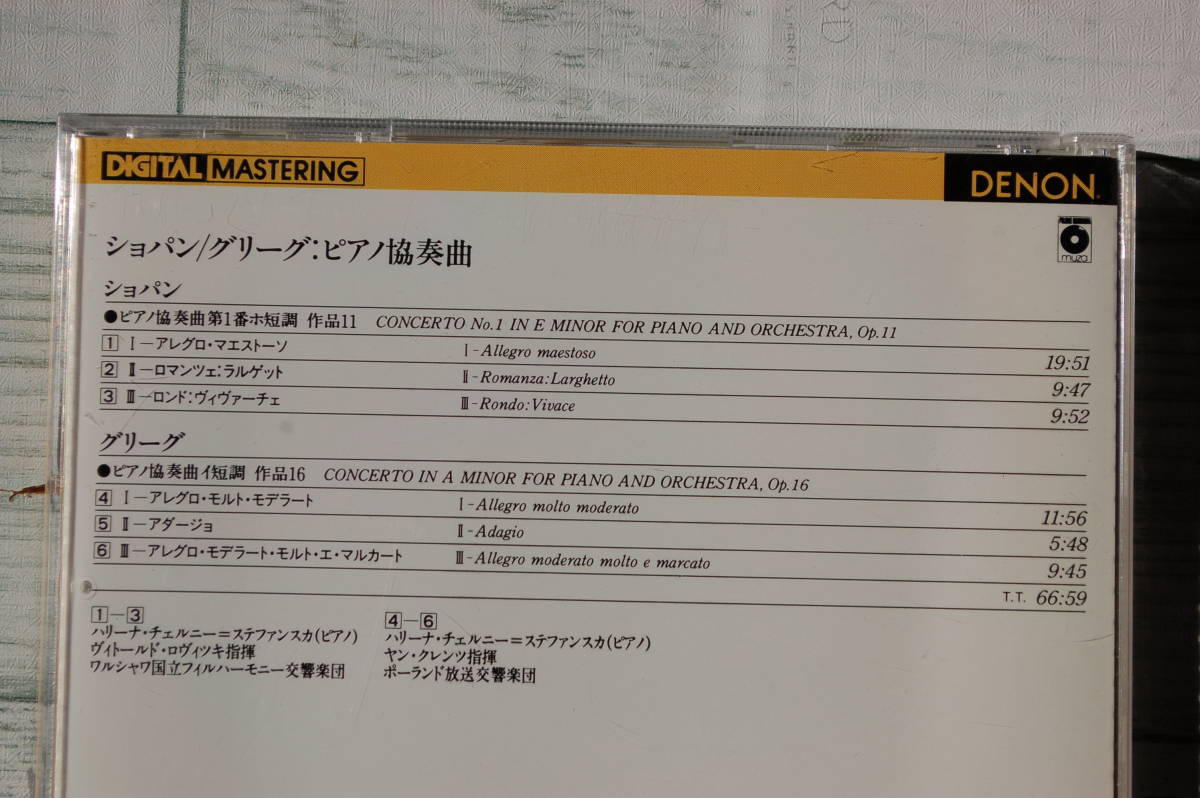 DIGITAL MASTERING
DENON
ショパン/グリーグ:ピアノ協奏曲
muza
ショパン
●ピアノ協奏曲第1番ホ短調 作品11 CONCERTO No.1 IN E MINOR FOR PIANO AND ORCHESTRA, Op.11
1 Ⅰ-アレグロ・マエストーソ Ⅰ-Allegro maestoso 19:51
2 Ⅱ-ロマンツェ:ラルゲット Ⅱ-Romanza:Larghetto 9:47
3 Ⅲ-ロンド:ヴィヴァーチェ Ⅲ-Rondo:Vivace 9:52
グリーグ
●ピアノ協奏曲イ短調 作品16 CONCERTO IN A MINOR FOR PIANO AND ORCHESTRA, Op.16
4 Ⅰ-アレグロ・モルト・モデラート Ⅰ-Allegro molto moderato 11:56
5 Ⅱ-アダージョ Ⅱ-Adagio 5:48
6 Ⅲ-アレグロ・モデラート・モルト・エ・マルカート Ⅲ-Allegro moderato molto e marcato 9:45
T.T. 66:59
1-3
ハリーナ・チェルニー=ステファンスカ(ピアノ)
ヴィトールド・ロヴィツキ指揮
ワルシャワ国立フィルハーモニー交響楽団
4-6
ハリーナ・チェルニー=ステファンスカ(ピアノ)
ヤン・クレンツ指揮
ポーランド放送交響楽団